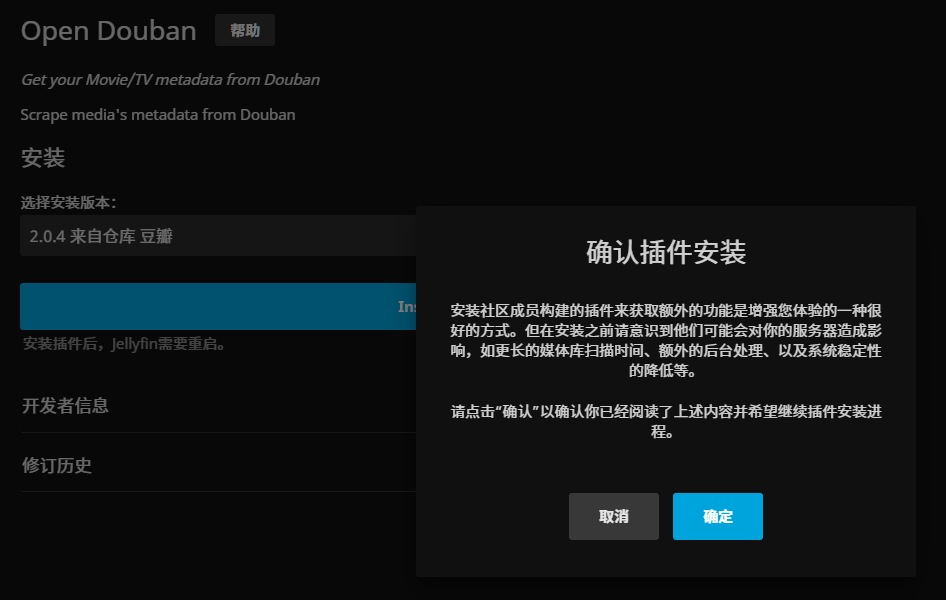 Open Douban 帮助
Get your Movie/TV metadata from Douban
Scrape media's metadata from Douban
安装
选择安装版本:
2.0.4 来自仓库 豆瓣
安装插件后，Jellyfin需要重启。
开发者信息
修订历史
确认插件安装
安装社区成员构建的插件来获取额外的功能是增强您体验的一种很
好的方式。但在安装之前请意识到他们可能会对你的服务器造成影
响，如更长的媒体库扫描时间、额外的后台处理、以及系统稳定性
的降低等。
请点击“确认”以确认你已经阅读了上述内容并希望继续插件安装进
程。
取消 确定